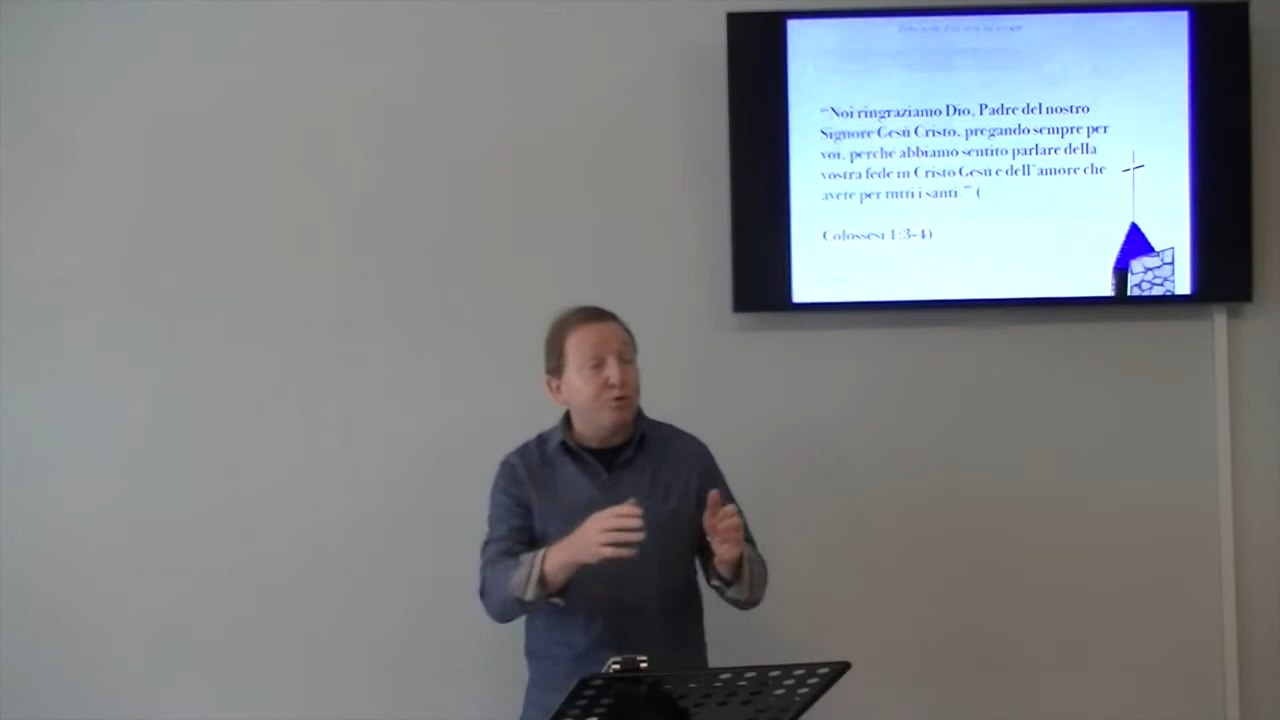 “Noi ringraziamo Dio, Padre del nostro
Signore Gesù Cristo, pregando sempre per
voi, perché abbiamo sentito parlare della
vostra fede in Cristo Gesù e dell'amore che
avete per tutti i santi.” (
Colossesi 1:3-4)